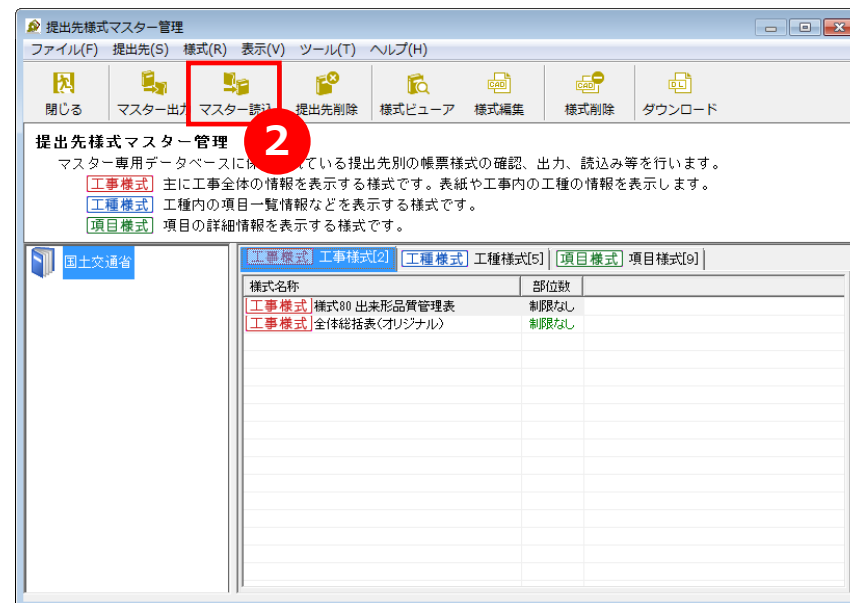 提出先様式マスター管理
ファイル(F) 提出先(S) 様式(R) 表示(V) ツール(T) ヘルプ(H)
閉じる マスター出力 マスター読込 提出先削除 様式ビューア 様式編集 様式削除 ダウンロード
2
提出先様式マスター管理
マスター専用データベースに ている提出先別の帳票様式の確認、出力、読込み等を行います。
工事様式 主に工事全体の情報を表示する様式です。表紙や工事内の工種の情報を表示します。
工種様式 工種内の項目一覧情報などを表示する様式です。
項目様式 項目の詳細情報を表示する様式です。
国土交通省
工事様式 工事様式[2] 工種様式 工種様式[5] 項目様式 項目様式[9]
様式名称 部位数
工事様式 様式80 出来形品質管理表 制限なし
工事様式 全体総括表(オリジナル) 制限なし